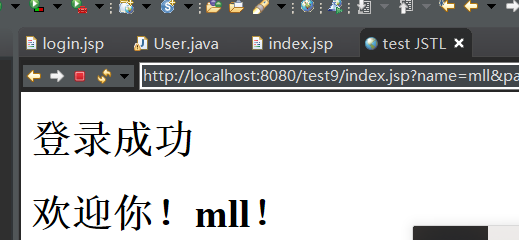 login.jsp User.java index.jsp test JSTL
http://localhost:8080/test9/index.jsp?name=mll&pa
登录成功
欢迎你！mll！